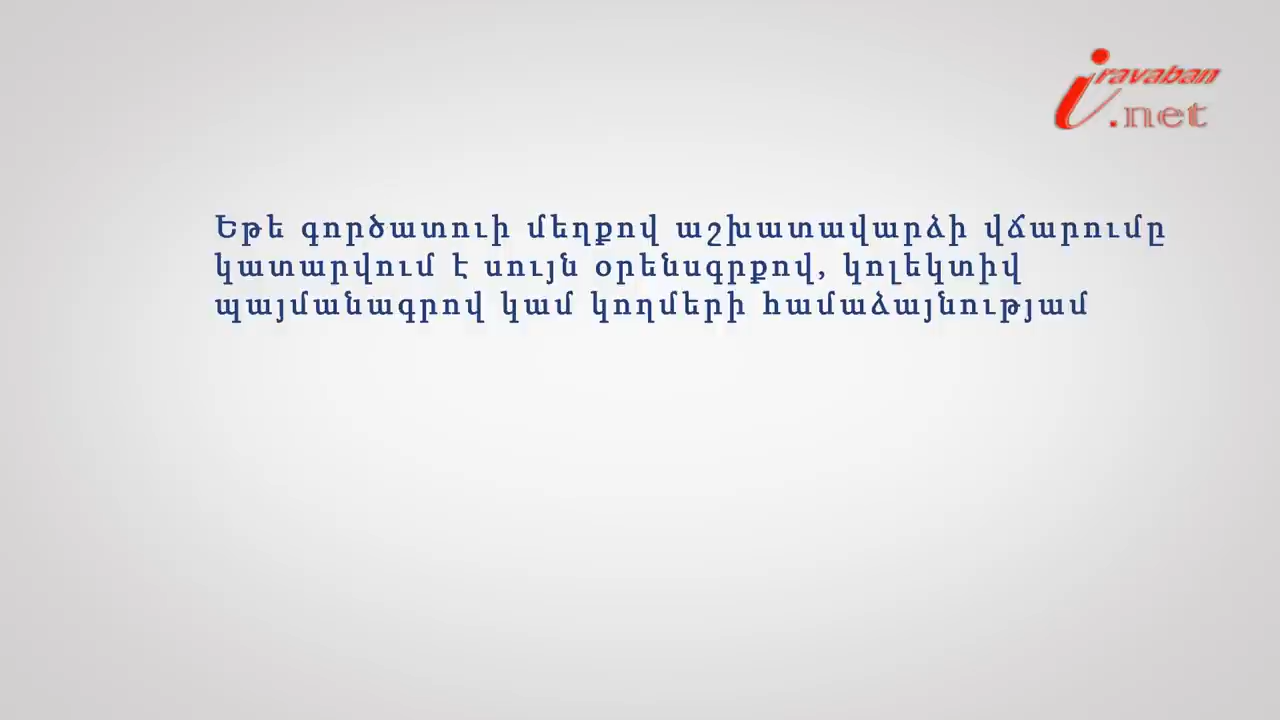 iravaban
.net
Եթե գործատուի մեղքով աշխատավարձի վճարումը
կատարվում է սույն օրենսգրքով, կոլեկտիվ
պայմանագրով կամ կողմերի համաձայնությամ